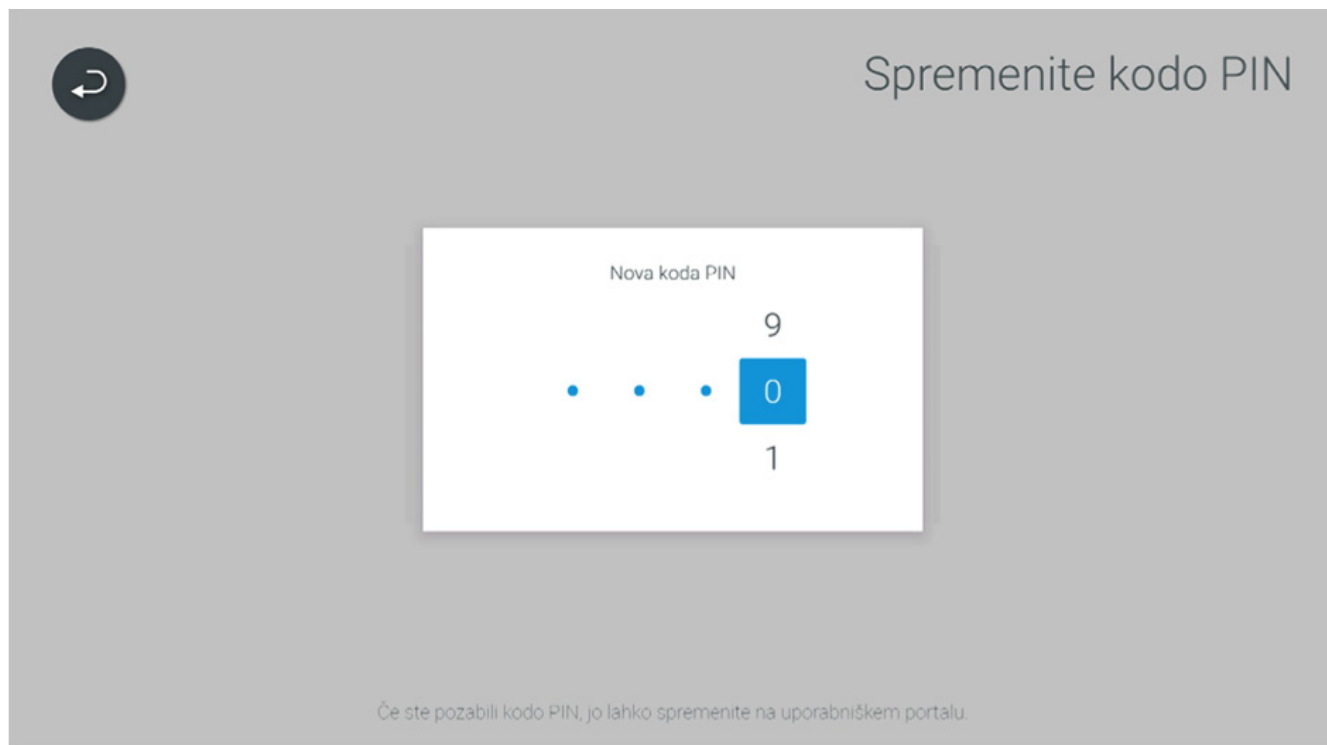 Spremenite kodo PIN
Nova koda PIN
9
0
1
Če ste pozabili kodo PIN, jo lahko spremenite na uporabniškem portalu.